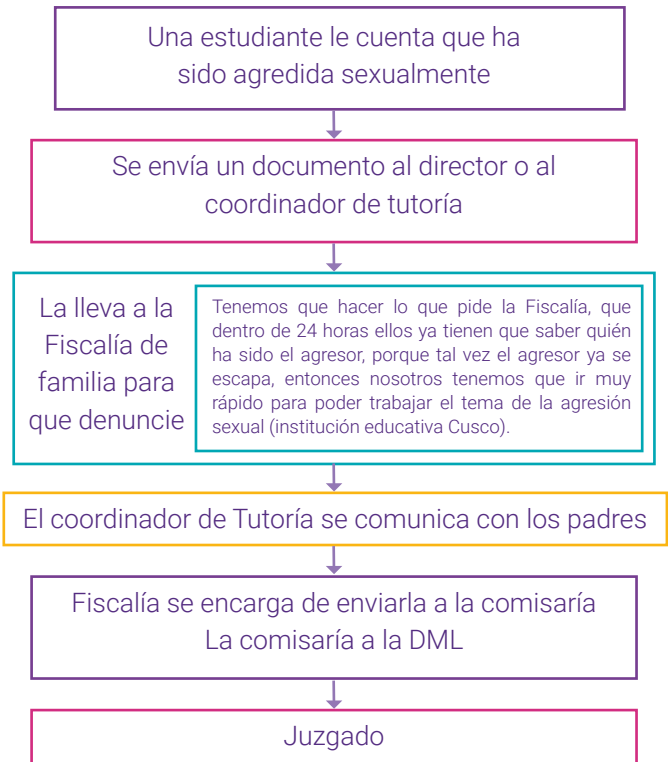 Una estudiante le cuenta que ha
sido agredida sexualmente
Se envía un documento al director o al
coordinador de tutoría
La lleva a la
Fiscalía de
familia para
que denuncie
Tenemos que hacer lo que pide la Fiscalía, que
dentro de 24 horas ellos ya tienen que saber quién
ha sido el agresor, porque tal vez el agresor ya se
escapa, entonces nosotros tenemos que ir muy
rápido para poder trabajar el tema de la agresión
sexual (institución educativa Cusco).
El coordinador de Tutoría se comunica con los padres
Fiscalía se encarga de enviarla a la comisaría
La comisaría a la DML
Juzgado